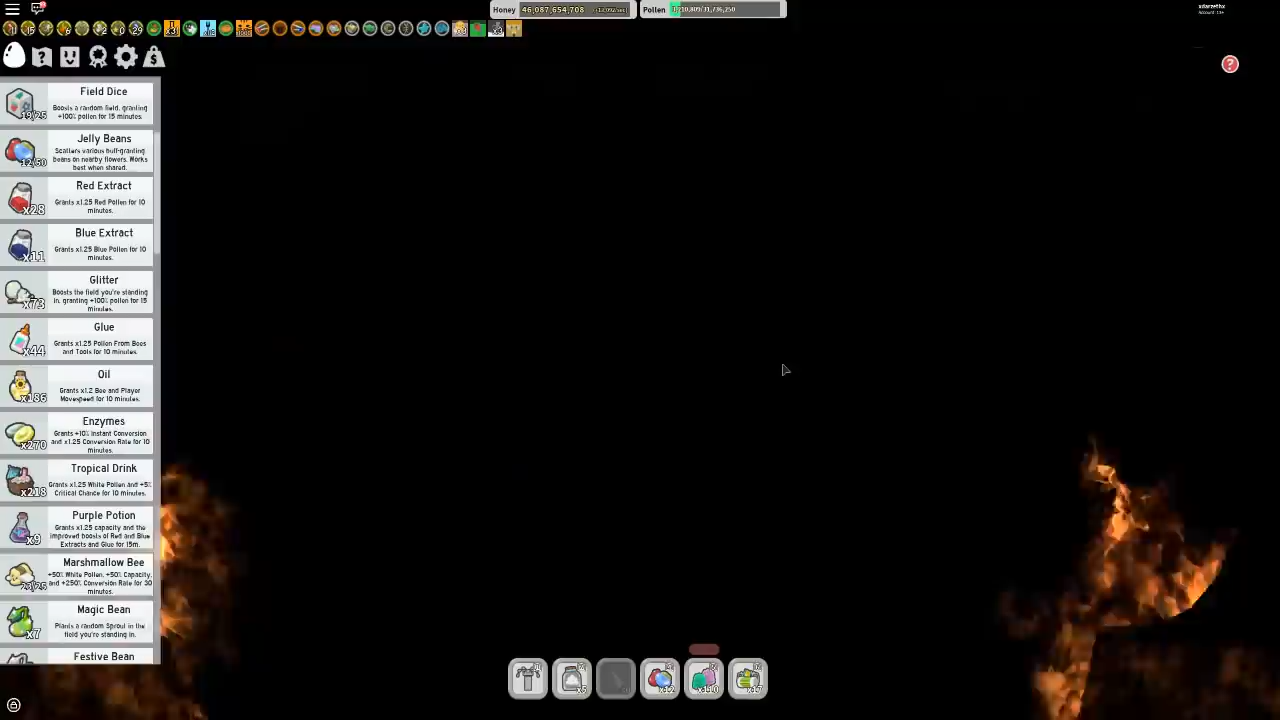 Honey 46,087,654,708
Pollen
xdarzethx
Field Dice
19/25
Boosts a random field, granting
+100% pollen for 15 minutes.
Jelly Beans
12/50
Scatters various buff-granting
beans on nearby flowers. Works
best when shared.
Red Extract
x28
Grants x1.25 Red Pollen for 10
minutes.
Blue Extract
x11
Grants x1.25 Blue Pollen for 10
minutes.
Glitter
x73
Boosts the field you're standing
in, granting +100% pollen for 15
minutes.
Glue
x44
Grants x1.25 Pollen From Bees
and Tools for 10 minutes.
Oil
x186
Grants x1.2 Bee and Player
Movespeed for 10 minutes.
Enzymes
x270
Grants +10% Instant Conversion
and x1.25 Conversion Rate for 10
minutes.
Tropical Drink
x218
Grants x1.25 White Pollen and +5%
Critical Chance for 10 minutes.
Purple Potion
x9
Grants x1.25 capacity and the
improved boosts of Red and Blue
Extracts and Glue for 15m.
Marshmallow Bee
+50% White Pollen, +50% Capacity,
and +250% Conversion Rate for 30
minutes.
Magic Bean
x7
Plants a random Sprout in the
field you're standing in.
Festive Bean
x5
x12
x110
x17